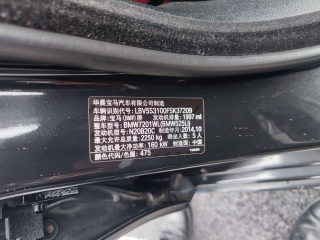 华晨宝马汽车有限公司制造
车辆识别代号: LBV5S3100FSK37209
品牌: 宝马(BMW)牌 发动机排量: 1997 ml
整车型号: BMW7201WL(BMW525Li)
发动机型号: N20B20C 制造年月: 2014.10
最大允许总质量: 2250 kg 乘坐人数: 5 人
发动机最大净功率: 160 kW 制造国: 中国
颜色代码/色漆: 475